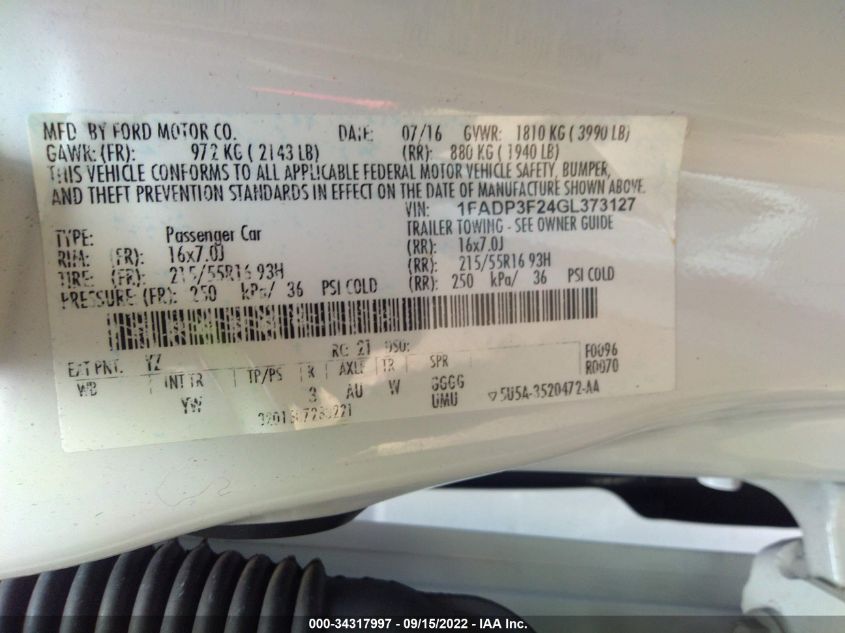 MFD. BY FORD MOTOR CO. DATE: 07/16 GVWR: 1810 KG ( 3990 LB)
GAWR: (FR): 972 KG ( 2143 LB) (RR): 880 KG ( 1940 LB)
THIS VEHICLE CONFORMS TO ALL APPLICABLE FEDERAL MOTOR VEHICLE SAFETY, BUMPER,
AND THEFT PREVENTION STANDARDS IN EFFECT ON THE DATE OF MANUFACTURE SHOWN ABOVE.
VIN: 1FADP3F24GL373127
TYPE: Passenger Car TRAILER TOWING - SEE OWNER GUIDE
RIM: (FR): 16x7.0J (RR): 16x7.0J
TIRE: (FR): 215/55R16 93H (RR): 215/55R16 93H
PRESSURE: (FR): 250 kPa/ 36 PSI COLD (RR): 250 kPa/ 36 PSI COLD
EXT PNT: YZ RC: 21 DSO: F0096
R0070
WB INT TR TP/PS R AXLE TR SPR
YW 3 AU W GGGG
UMU
5U5A-3520472-AA
000-34317997 - 09/15/2022 - IAA Inc.